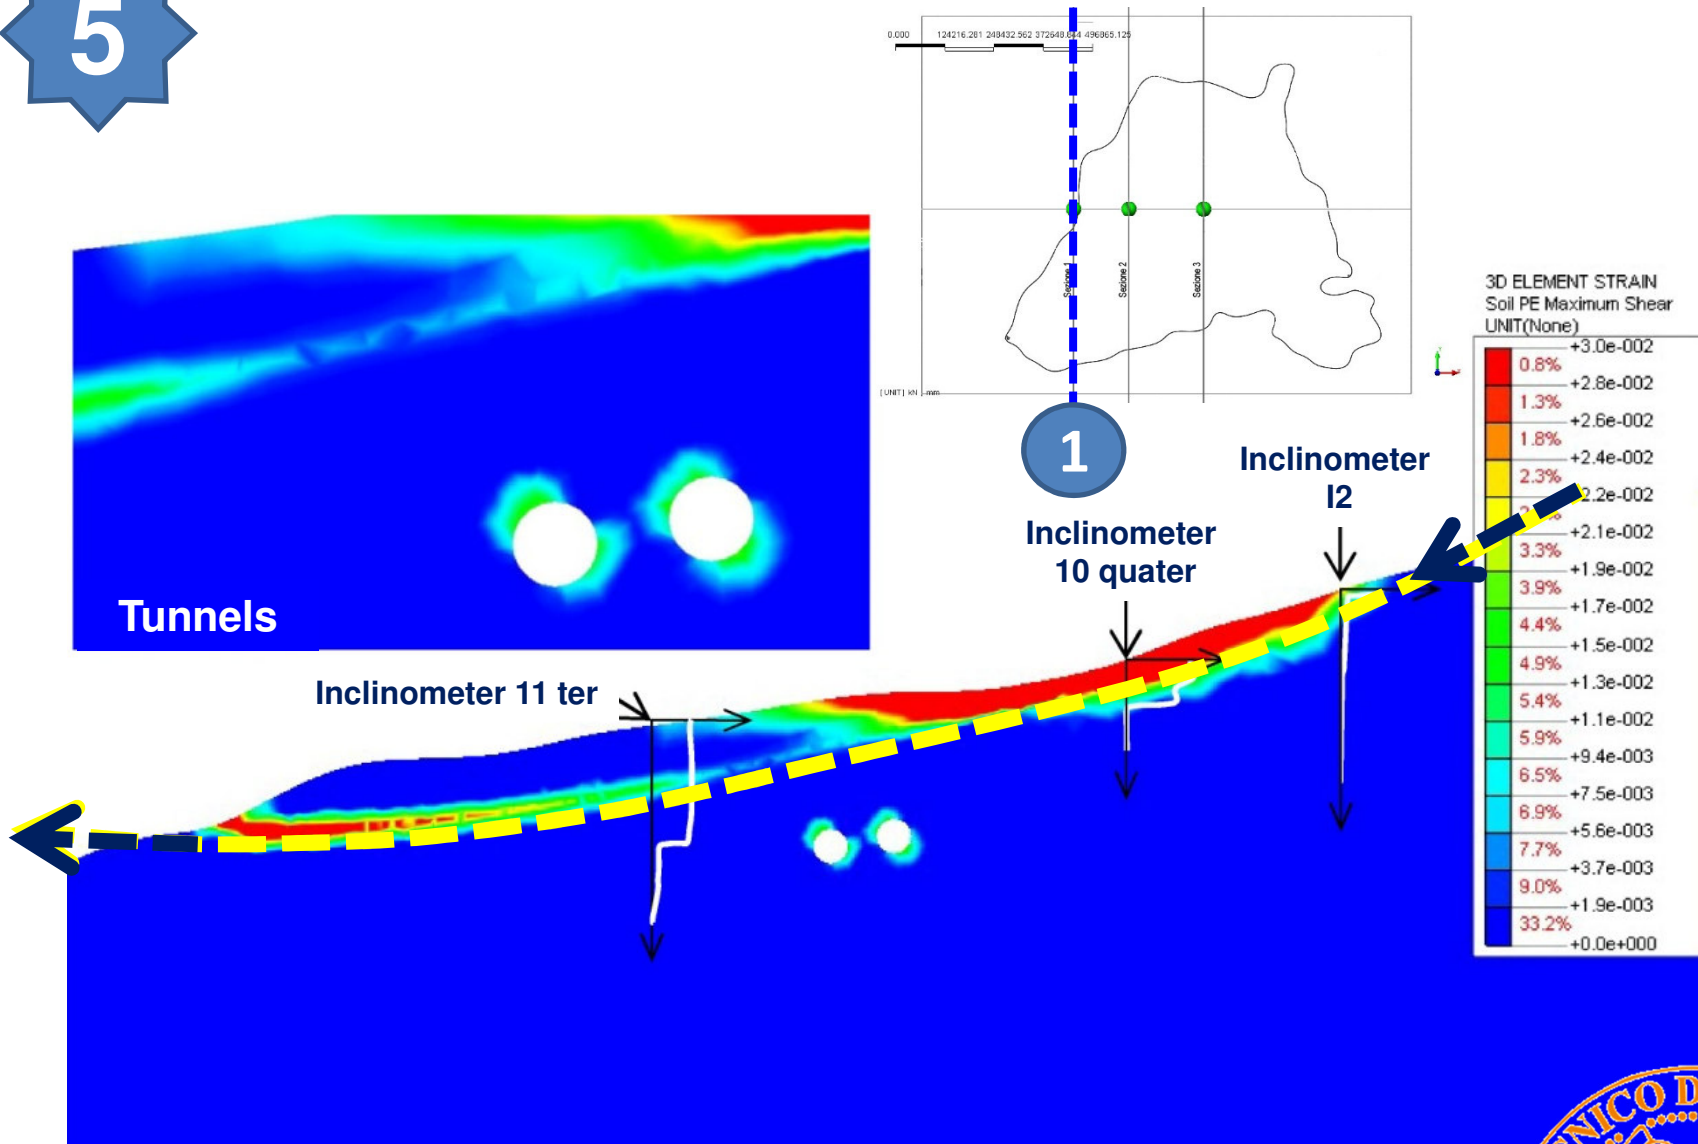 5
0.000 124216.281 248432.562 372648.844 496865.125
Sezione 1
Sezione 2
Sezione 3
[ UNIT ] kN , mm
1
Inclinometer
I2
Inclinometer
10 quater
Inclinometer 11 ter
Tunnels
3D ELEMENT STRAIN
Soil PE Maximum Shear
UNIT(None)
+3.0e-002
0.8%
+2.8e-002
1.3%
+2.6e-002
1.8%
+2.4e-002
2.3%
2.2e-002
+2.1e-002
3.3%
+1.9e-002
3.9%
+1.7e-002
4.4%
+1.5e-002
4.9%
+1.3e-002
5.4%
+1.1e-002
5.9%
+9.4e-003
6.5%
+7.5e-003
6.9%
+5.6e-003
7.7%
+3.7e-003
9.0%
+1.9e-003
33.2%
+0.0e+000
NICO D